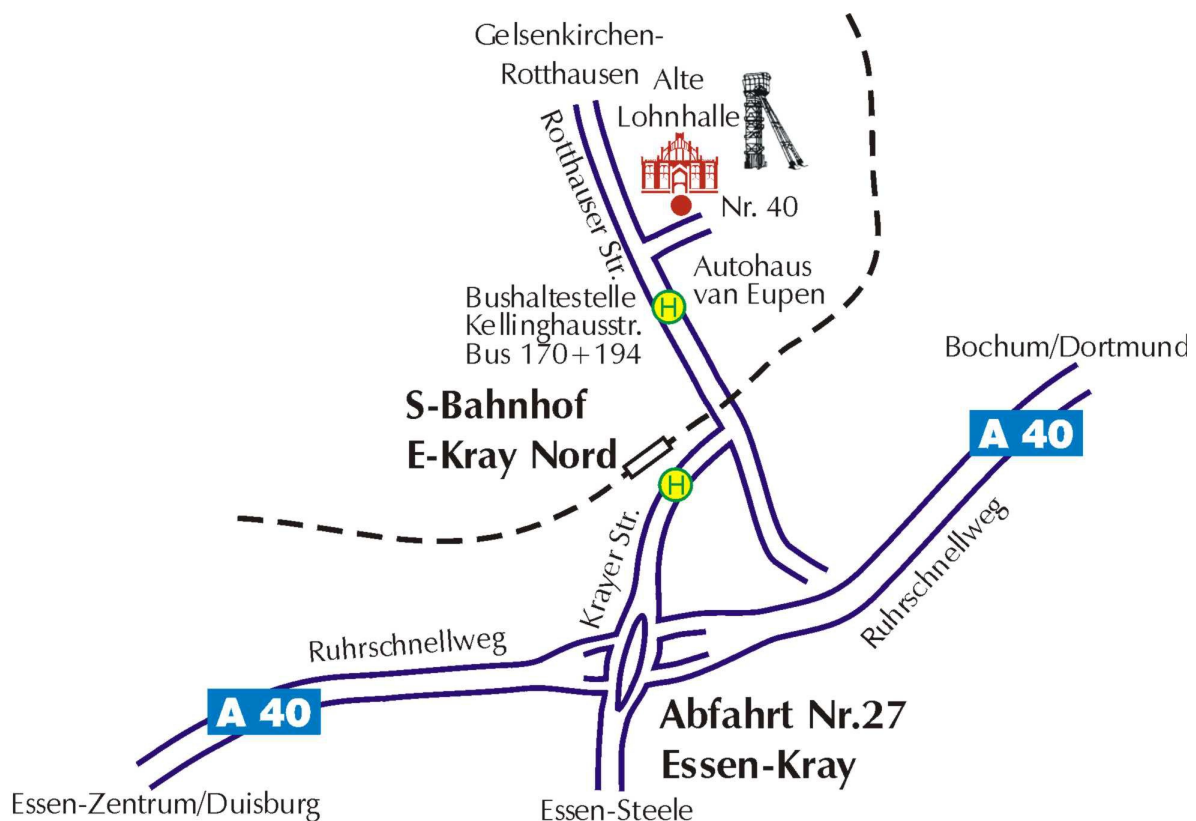 Gelsenkirchen-
Rotthausen
Alte
Lohnhalle
Rotthauser Str.
Nr. 40
Autohaus
van Eupen
Bushaltestelle
Kellinghausstr.
Bus 170+194
H
Bochum/Dortmund
S-Bahnhof
E-Kray Nord
A 40
H
Krayer Str.
Ruhrschnellweg
Ruhrschnellweg
A 40
Abfahrt Nr.27
Essen-Kray
Essen-Zentrum/Duisburg
Essen-Steele